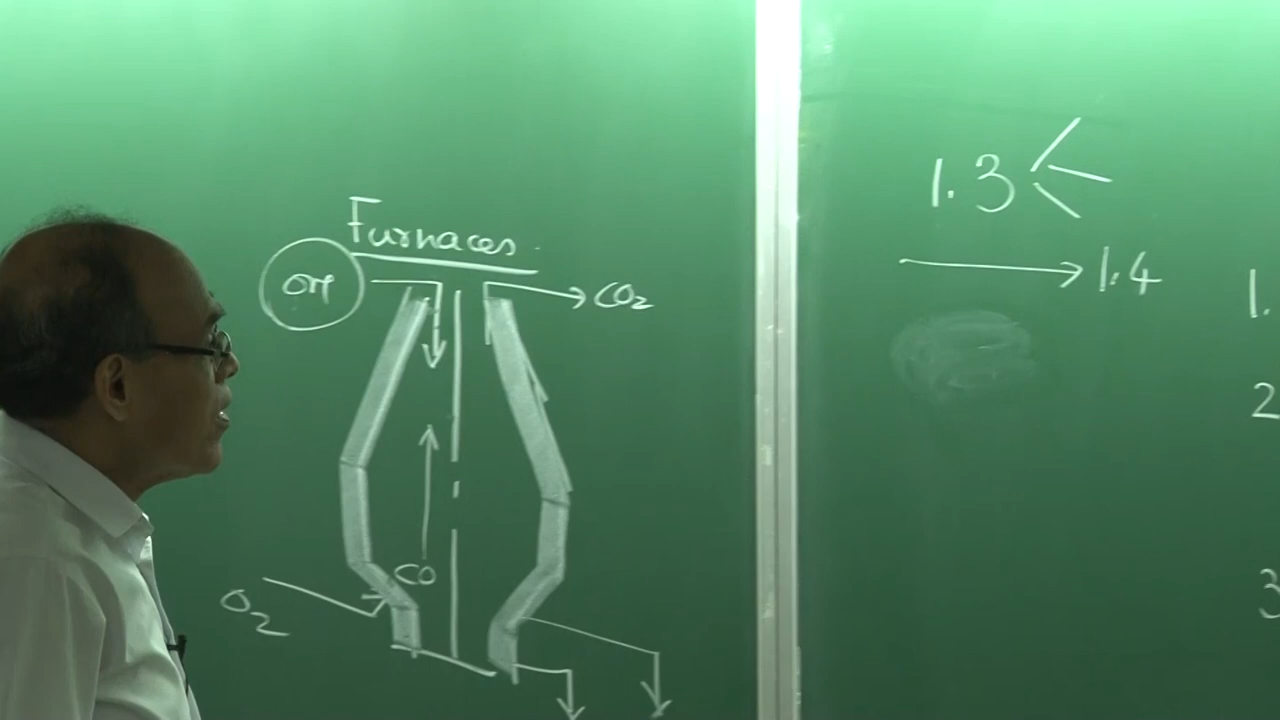 Furnaces.
ore
CO₂
CO
O₂
1.3
1.4
1.
2
3